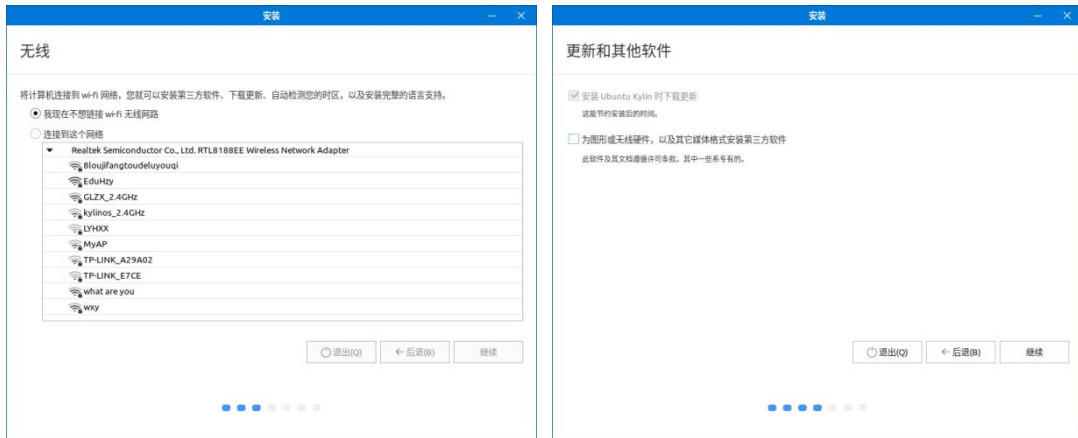 安装
无线
将计算机连接到 wi-fi 网络，您就可以安装第三方软件、下载更新、自动检测您的时区，以及安装完整的语言支持。
我现在不想链接 wi-fi 无线网路
连接到这个网络
Realtek Semiconductor Co., Ltd. RTL8188EE Wireless Network Adapter
8loujifangtoudeluyouqi
EduHzy
GLZX_2.4GHz
kylinos_2.4GHz
LYHXX
MyAP
TP-LINK_A29A02
TP-LINK_E7CE
what are you
wxy
退出(Q) 后退(B) 继续
安装
更新和其他软件
安装 Ubuntu Kylin 时下载更新
这能节约安装后的时间。
为图形或无线硬件，以及其它媒体格式安装第三方软件
此软件及其文档遵循许可条款。其中一些系专有的。
退出(Q) 后退(B) 继续